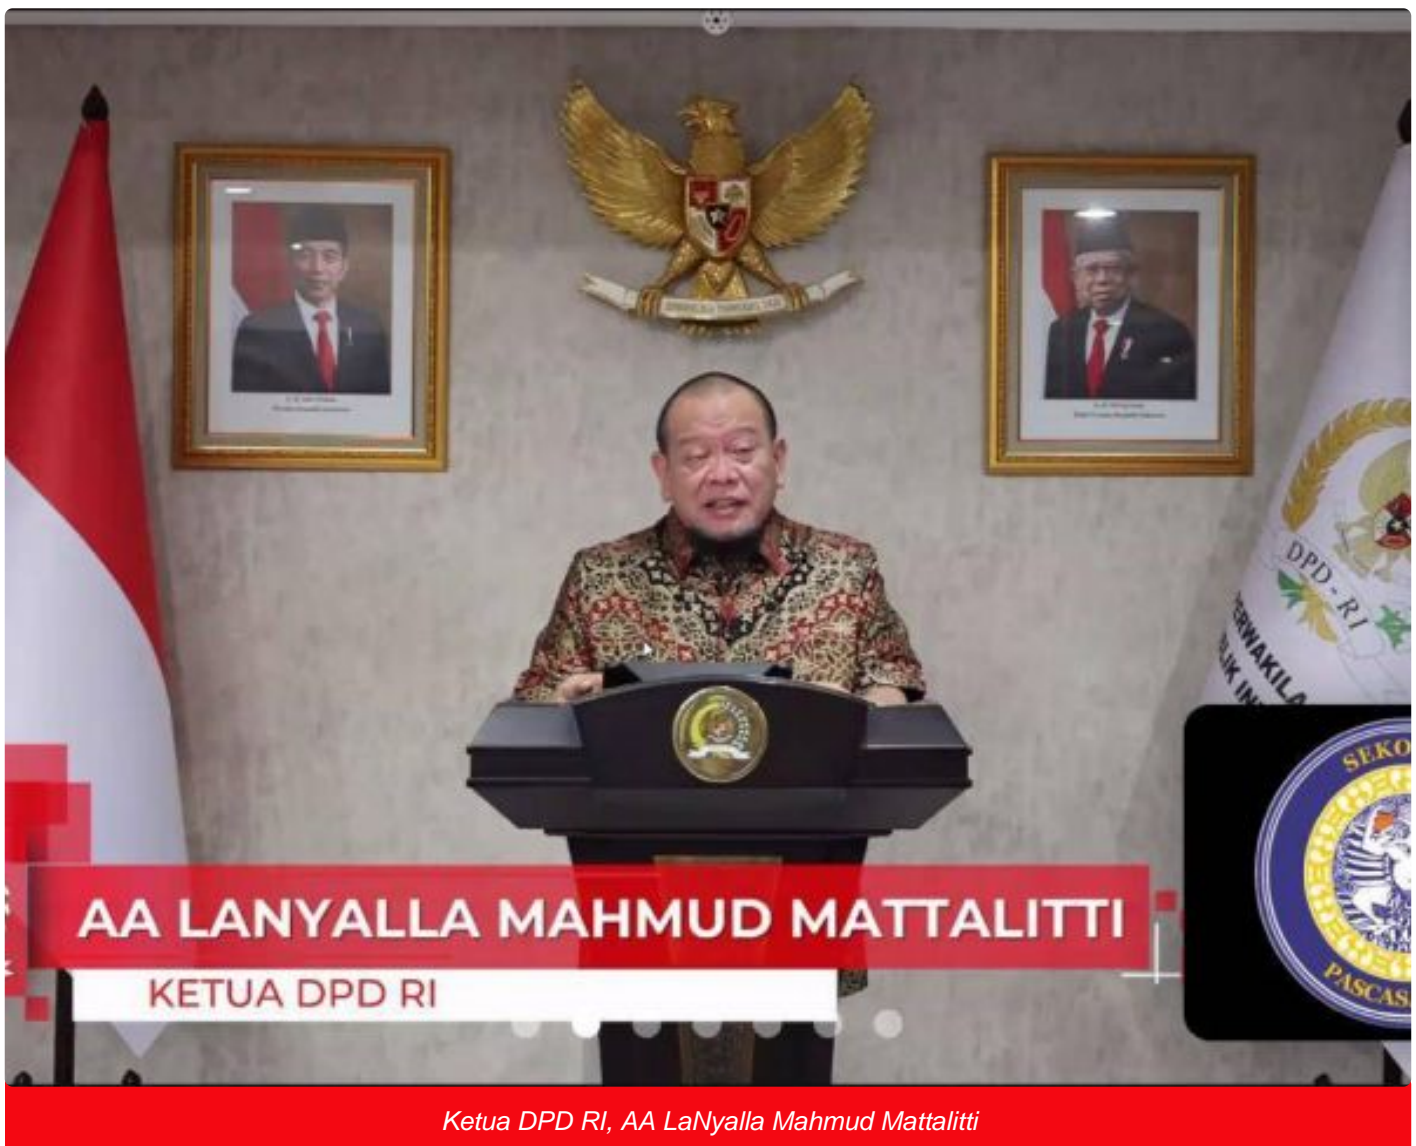 DPD-RI
AA LANYALLA MAHMUD MATTALITTI
KETUA DPD RI
SEKO
PASCAS
Ketua DPD RI, AA LaNyalla Mahmud Mattalitti